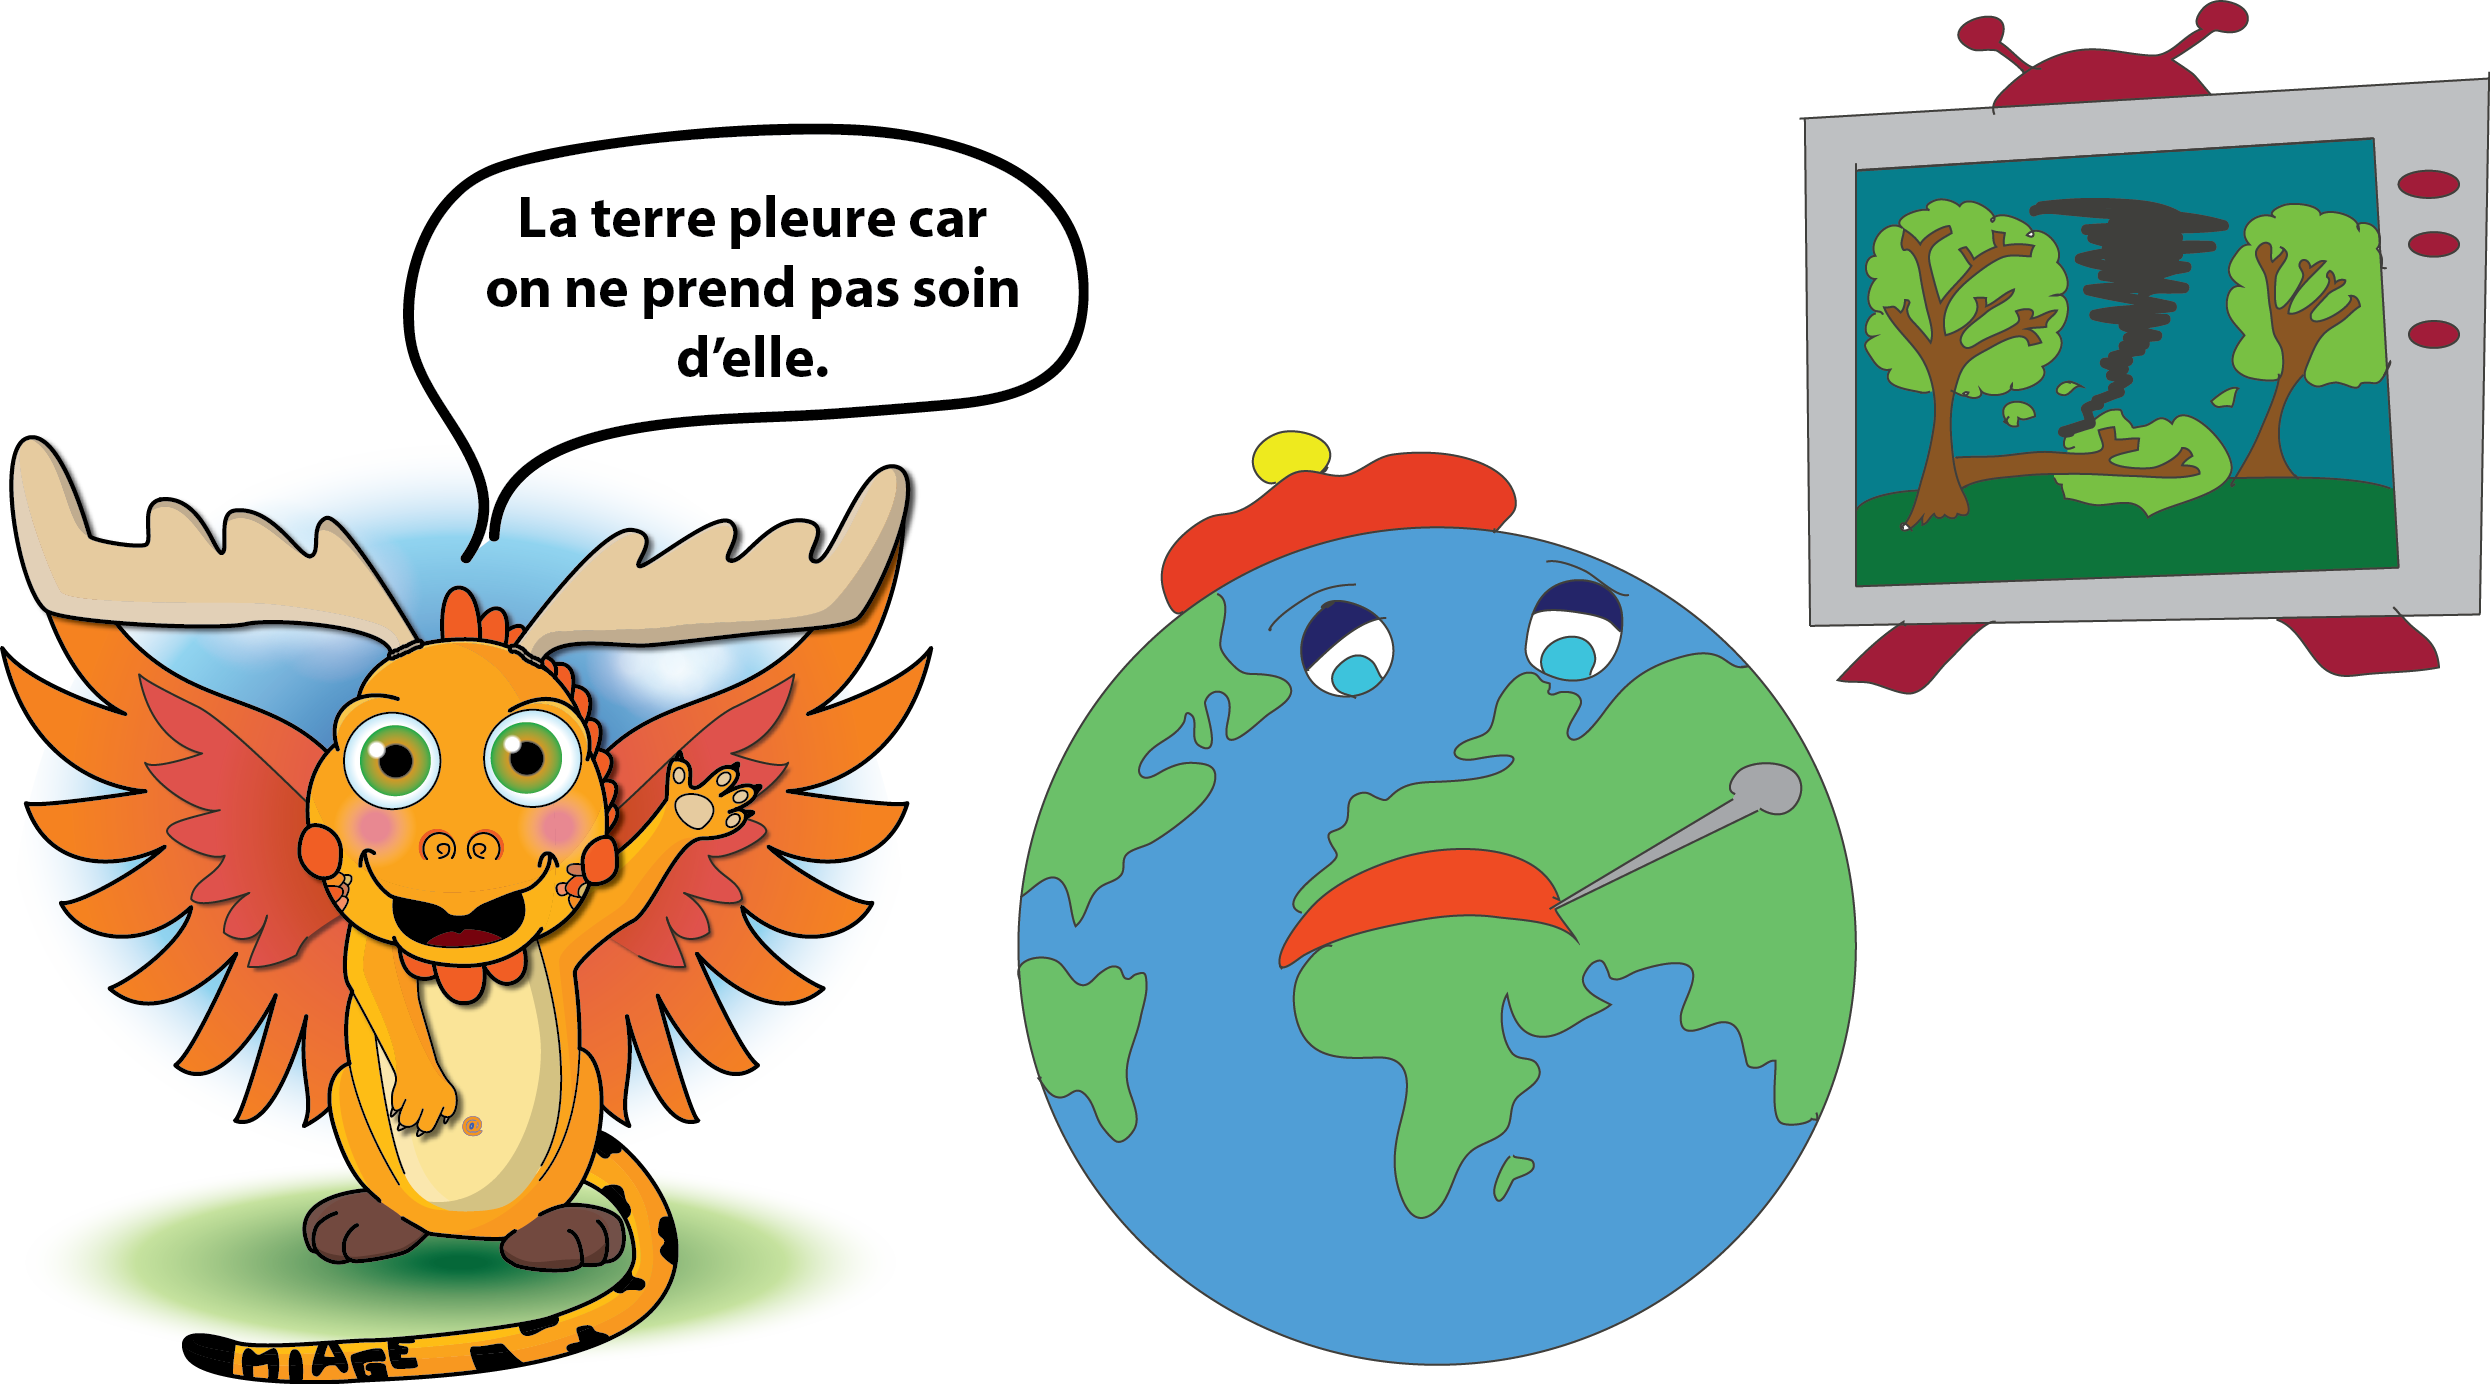 La terre pleure car
on ne prend pas soin
d’elle.
@
MIAGE